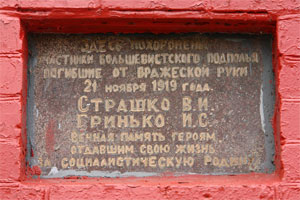 ЗДЕСЬ ПОХОРОНЕНЫ
УЧАСТНИКИ БОЛЬШЕВИСТСКОГО ПОДПОЛЬЯ
ПОГИБШИЕ ОТ ВРАЖЕСКОЙ РУКИ
21 НОЯБРЯ 1919 ГОДА.
СТРАШКО В.И.
ГРИНЬКО И.С.
ВЕЧНАЯ ПАМЯТЬ ГЕРОЯМ
ОТДАВШИМ СВОЮ ЖИЗНЬ
ЗА СОЦИАЛИСТИЧЕСКУЮ РОДИНУ